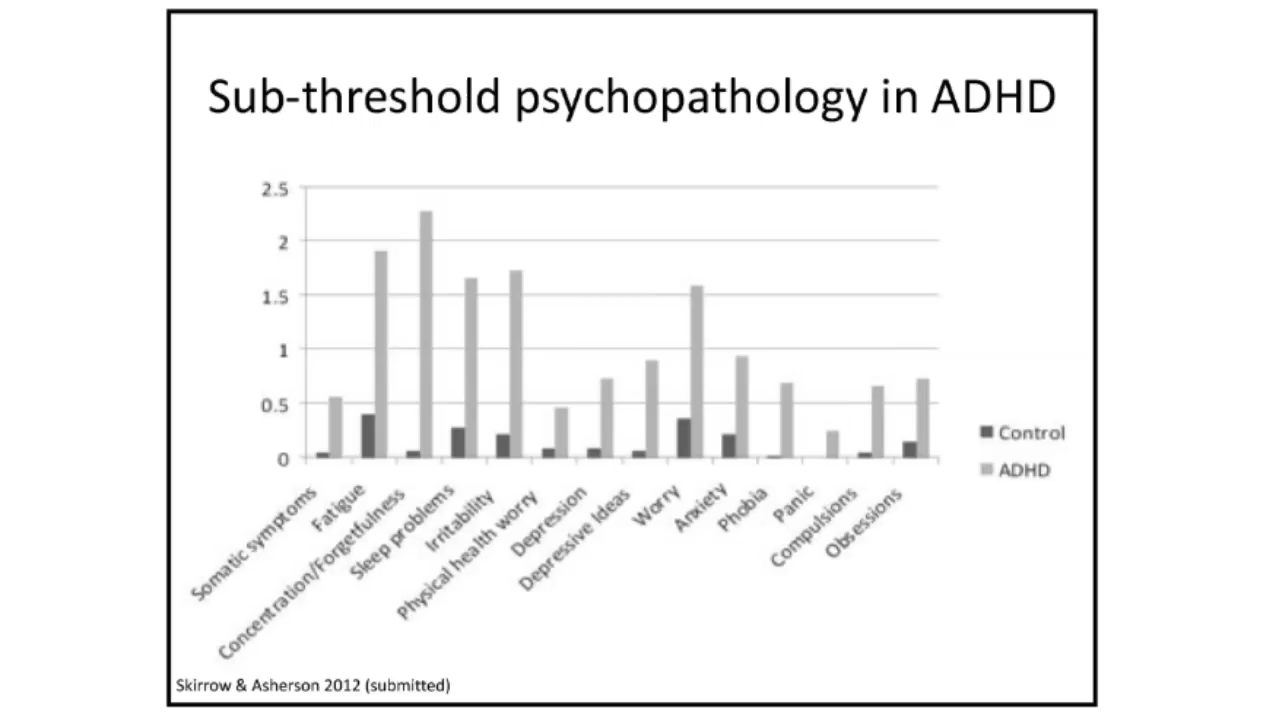 Sub-threshold psychopathology in ADHD
2.5
2
1.5
1
0.5
0
Control
ADHD
Somatic symptoms
Fatigue
Concentration/Forgetfulness
Sleep problems
Irritability
Physical health worry
Depression
Depressive Ideas
Worry
Anxiety
Phobia
Panic
Compulsions
Obsessions
Skirrow & Asherson 2012 (submitted)